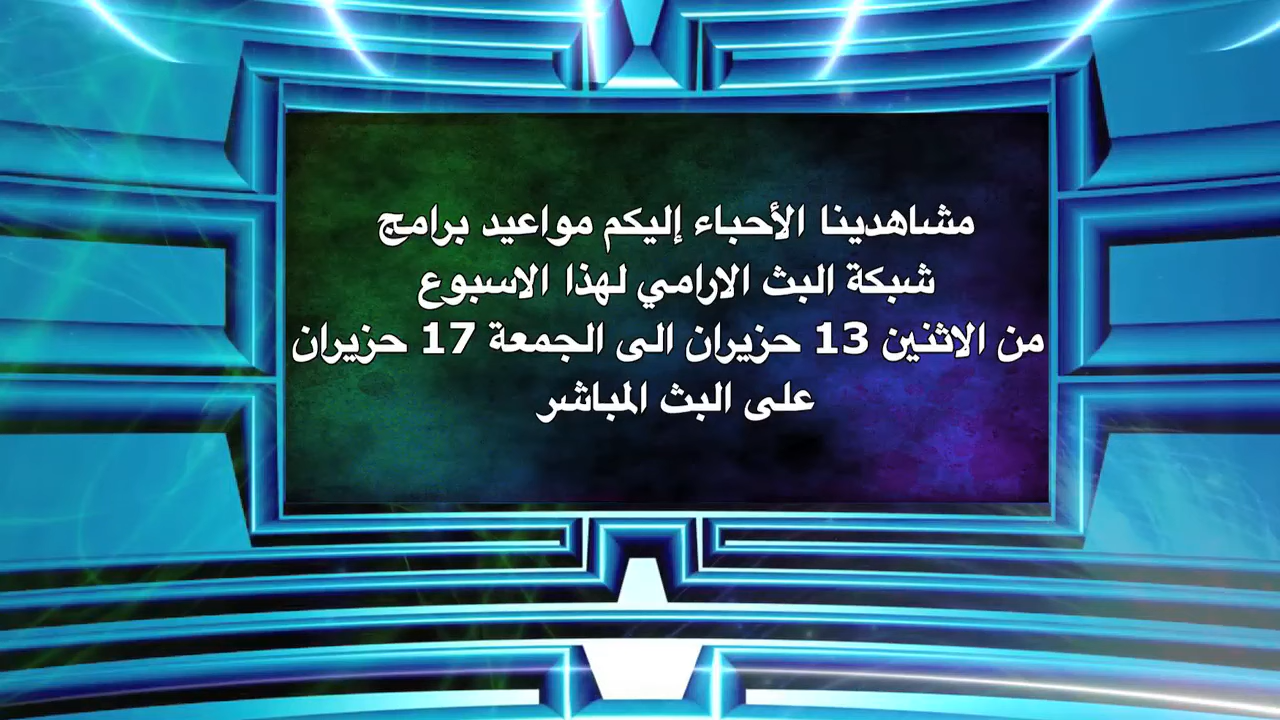 مشاهدينا الأحباء إليكم مواعيد برامج
شبكة البث الارامي لهذا الاسبوع
من الاثنين 13 حزيران الى الجمعة 17 حزيران
على البث المباشر